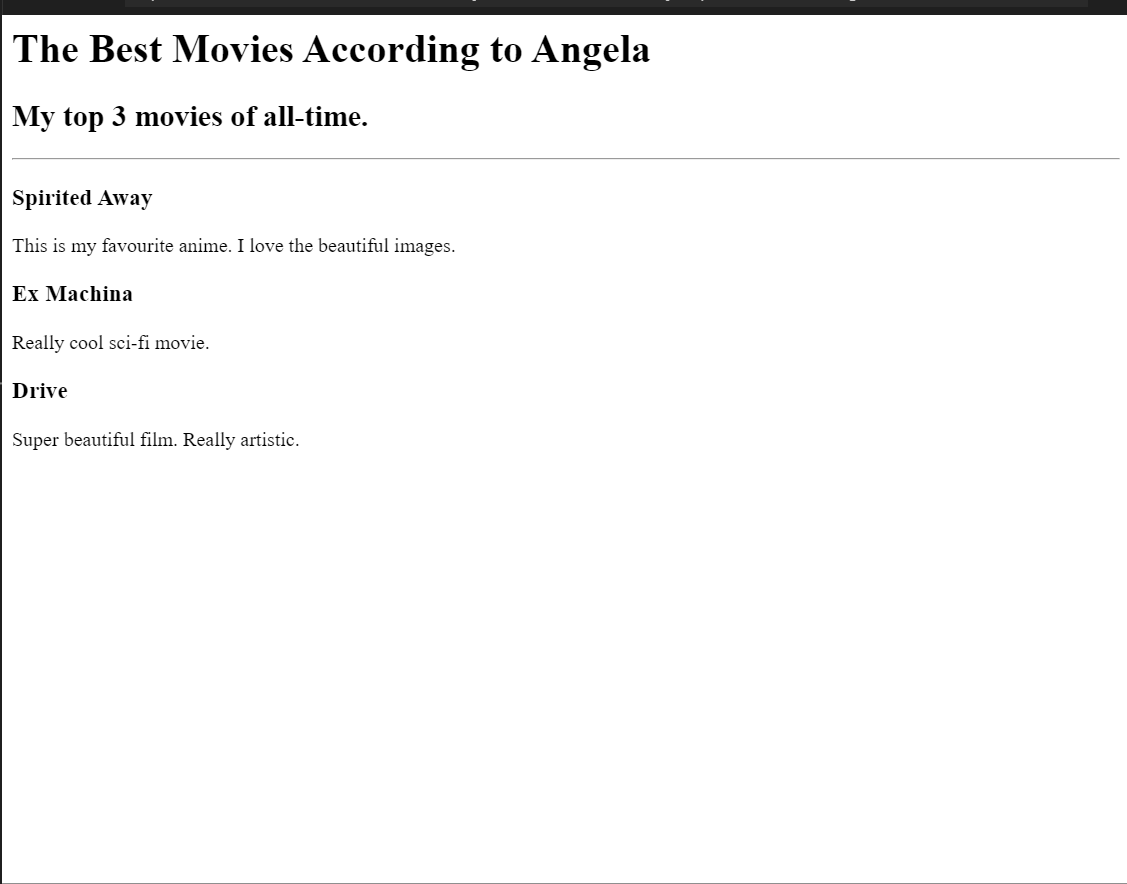 The Best Movies According to Angela
My top 3 movies of all-time.
Spirited Away
This is my favourite anime. I love the beautiful images.
Ex Machina
Really cool sci-fi movie.
Drive
Super beautiful film. Really artistic.